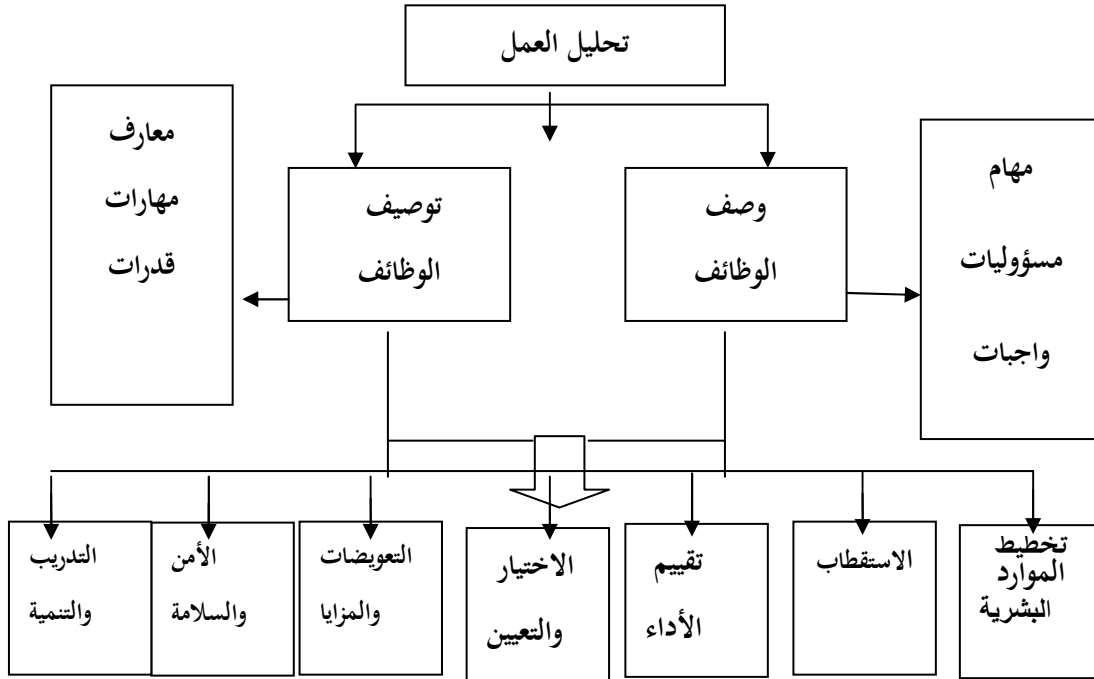 تحليل العمل
مهام
مسؤوليات
واجبات
وصف
الوظائف
توصيف
الوظائف
معارف
مهارات
قدرات
تخطيط
الموارد
البشرية
الاستقطاب
تقييم
الأداء
الاختيار
والتعيين
التعويضات
والمزايا
الأمن
والسلامة
التدريب
والتنمية